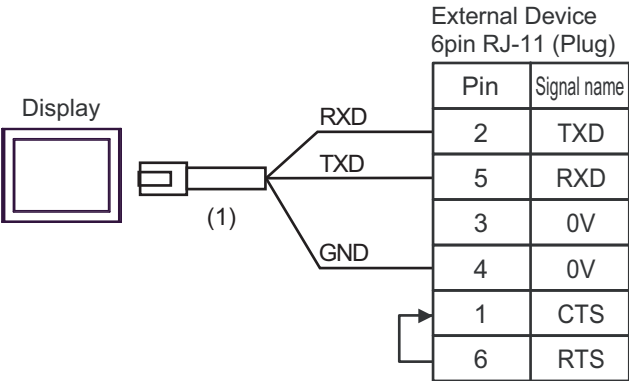 External Device
6pin RJ-11 (Plug)
Pin Signal name
Display
RXD
2 TXD
TXD
5 RXD
(1)
3 0V
GND
4 0V
1 CTS
6 RTS